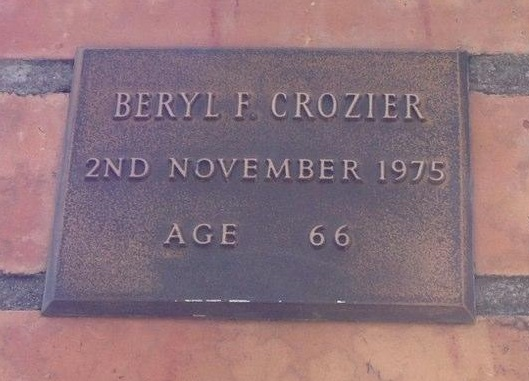 BERYL F. CROZIER
2ND NOVEMBER 1975
AGE 66